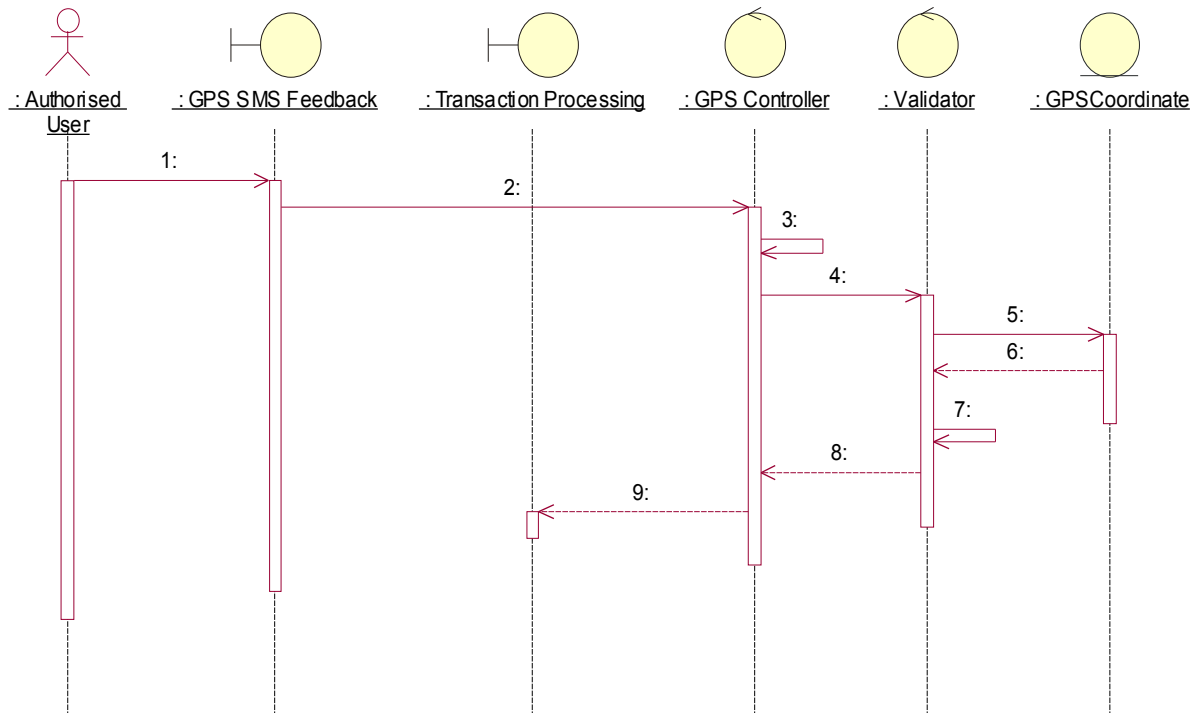 : Authorised
User
: GPS SMS Feedback
: Transaction Processing
: GPS Controller
: Validator
: GPSCoordinate
1:
2:
3:
4:
5:
6:
7:
8:
9: